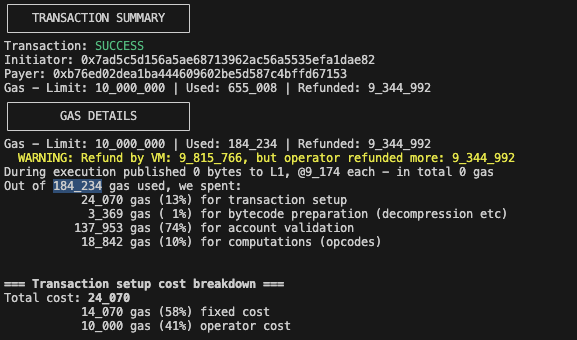 TRANSACTION SUMMARY
Transaction: SUCCESS
Initiator: 0x7ad5c5d156a5ae68713962ac56a5535efa1dae82
Payer: 0xb76ed02dea1ba444609602be5d587c4bffd67153
Gas - Limit: 10_000_000 | Used: 655_008 | Refunded: 9_344_992
GAS DETAILS
Gas - Limit: 10_000_000 | Used: 184_234 | Refunded: 9_344_992
WARNING: Refund by VM: 9_815_766, but operator refunded more: 9_344_992
During execution published 0 bytes to L1, @9_174 each - in total 0 gas
Out of 184_234 gas used, we spent:
24_070 gas (13%) for transaction setup
3_369 gas ( 1%) for bytecode preparation (decompression etc)
137_953 gas (74%) for account validation
18_842 gas (10%) for computations (opcodes)
=== Transaction setup cost breakdown ===
Total cost: 24_070
14_070 gas (58%) fixed cost
10_000 gas (41%) operator cost